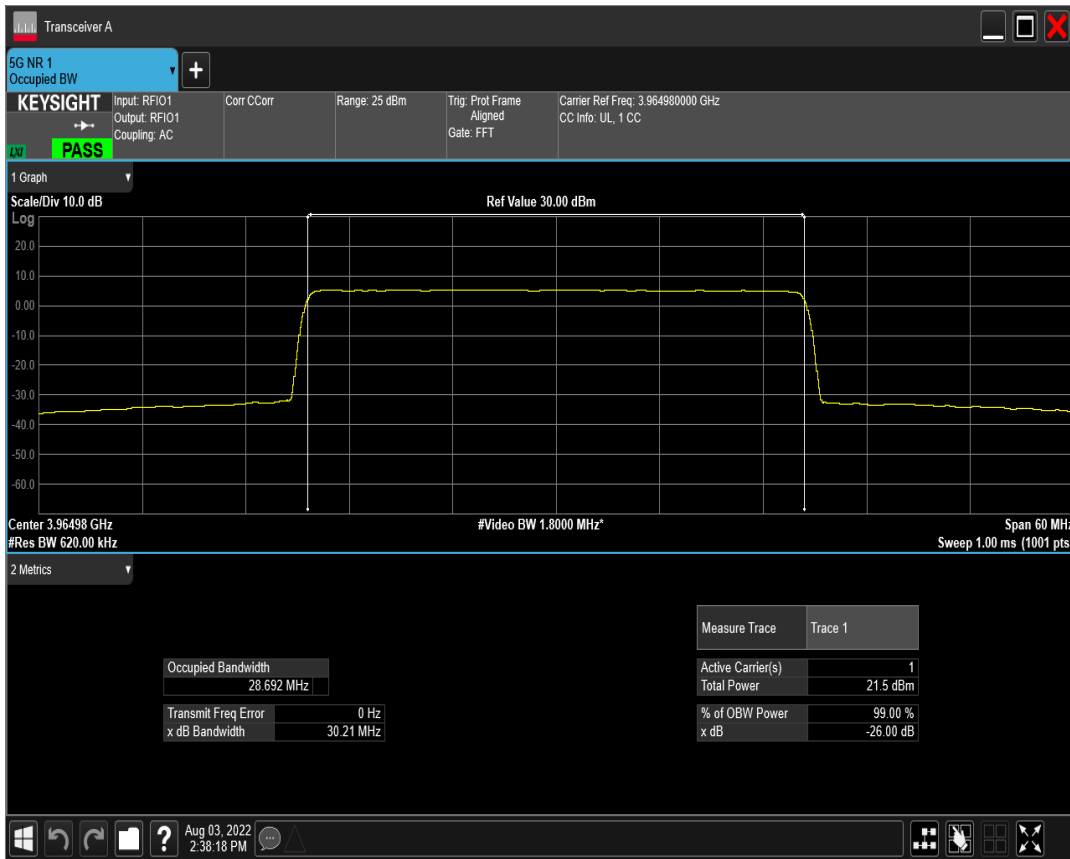 Transceiver A
5G NR 1
Occupied BW
KEYSIGHT
LXI
PASS
Input: RFIO1
Output: RFIO1
Coupling: AC
Corr CCorr
Range: 25 dBm
Trig: Prot Frame
Aligned
Gate: FFT
Carrier Ref Freq: 3.964980000 GHz
CC Info: UL, 1 CC
1 Graph
Scale/Div 10.0 dB
Ref Value 30.00 dBm
Log
20.0
10.0
0.00
-10.0
-20.0
-30.0
-40.0
-50.0
-60.0
Center 3.96498 GHz
#Video BW 1.8000 MHz*
Span 60 MHz
#Res BW 620.00 kHz
Sweep 1.00 ms (1001 pts
2 Metrics
Measure Trace Trace 1
Occupied Bandwidth
28.692 MHz
Active Carrier(s) 1
Total Power 21.5 dBm
Transmit Freq Error 0 Hz
x dB Bandwidth 30.21 MHz
% of OBW Power 99.00 %
x dB -26.00 dB
Aug 03, 2022
2:38:18 PM